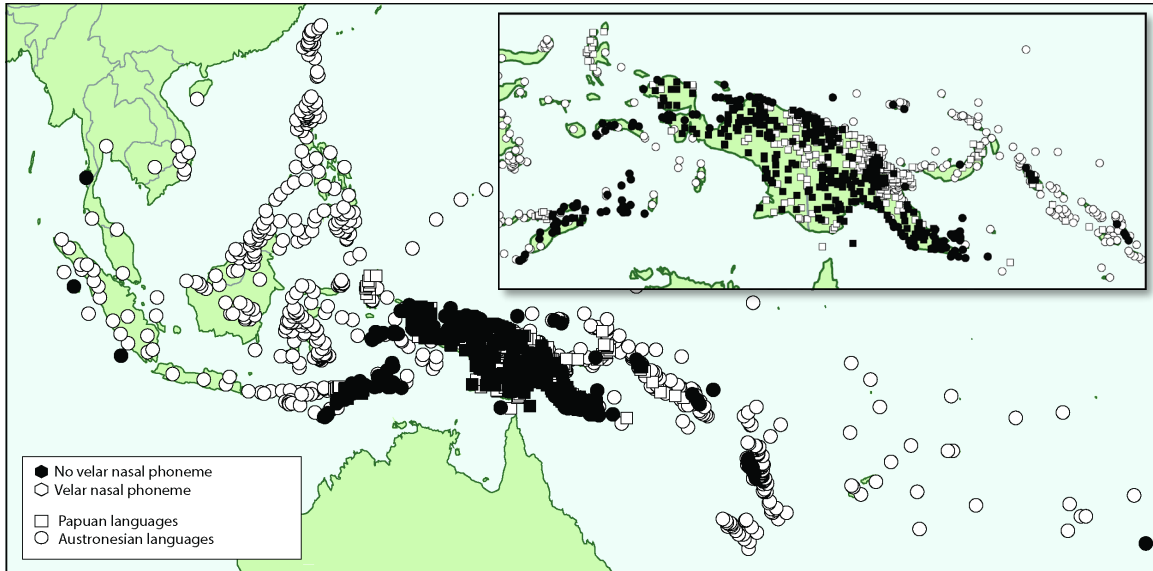 No velar nasal phoneme
Velar nasal phoneme
Papuan languages
Austronesian languages